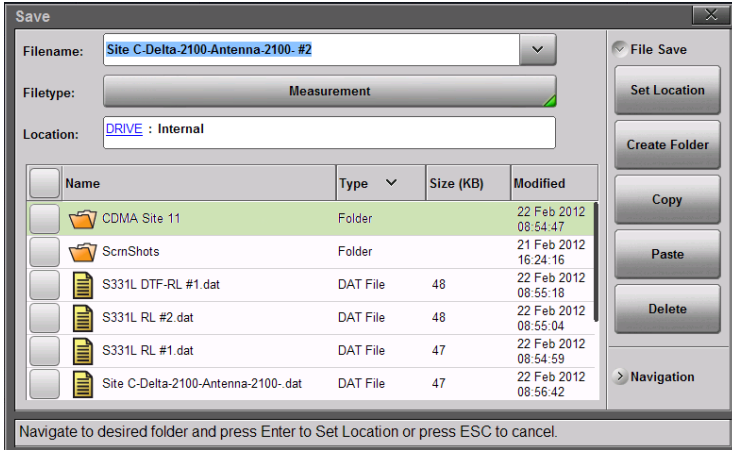 Save
Filename: Site C-Delta-2100-Antenna-2100- #2
Filetype: Measurement
Location: DRIVE : Internal
Name Type Size (KB) Modified
CDMA Site 11 Folder 22 Feb 2012 08:54:47
ScrnShots Folder 21 Feb 2012 16:24:16
S331L DTF-RL #1.dat DAT File 48 22 Feb 2012 08:55:18
S331L RL #2.dat DAT File 48 22 Feb 2012 08:55:04
S331L RL #1.dat DAT File 47 22 Feb 2012 08:54:59
Site C-Delta-2100-Antenna-2100-.dat DAT File 47 22 Feb 2012 08:56:42
File Save
Set Location
Create Folder
Copy
Paste
Delete
Navigation
Navigate to desired folder and press Enter to Set Location or press ESC to cancel.